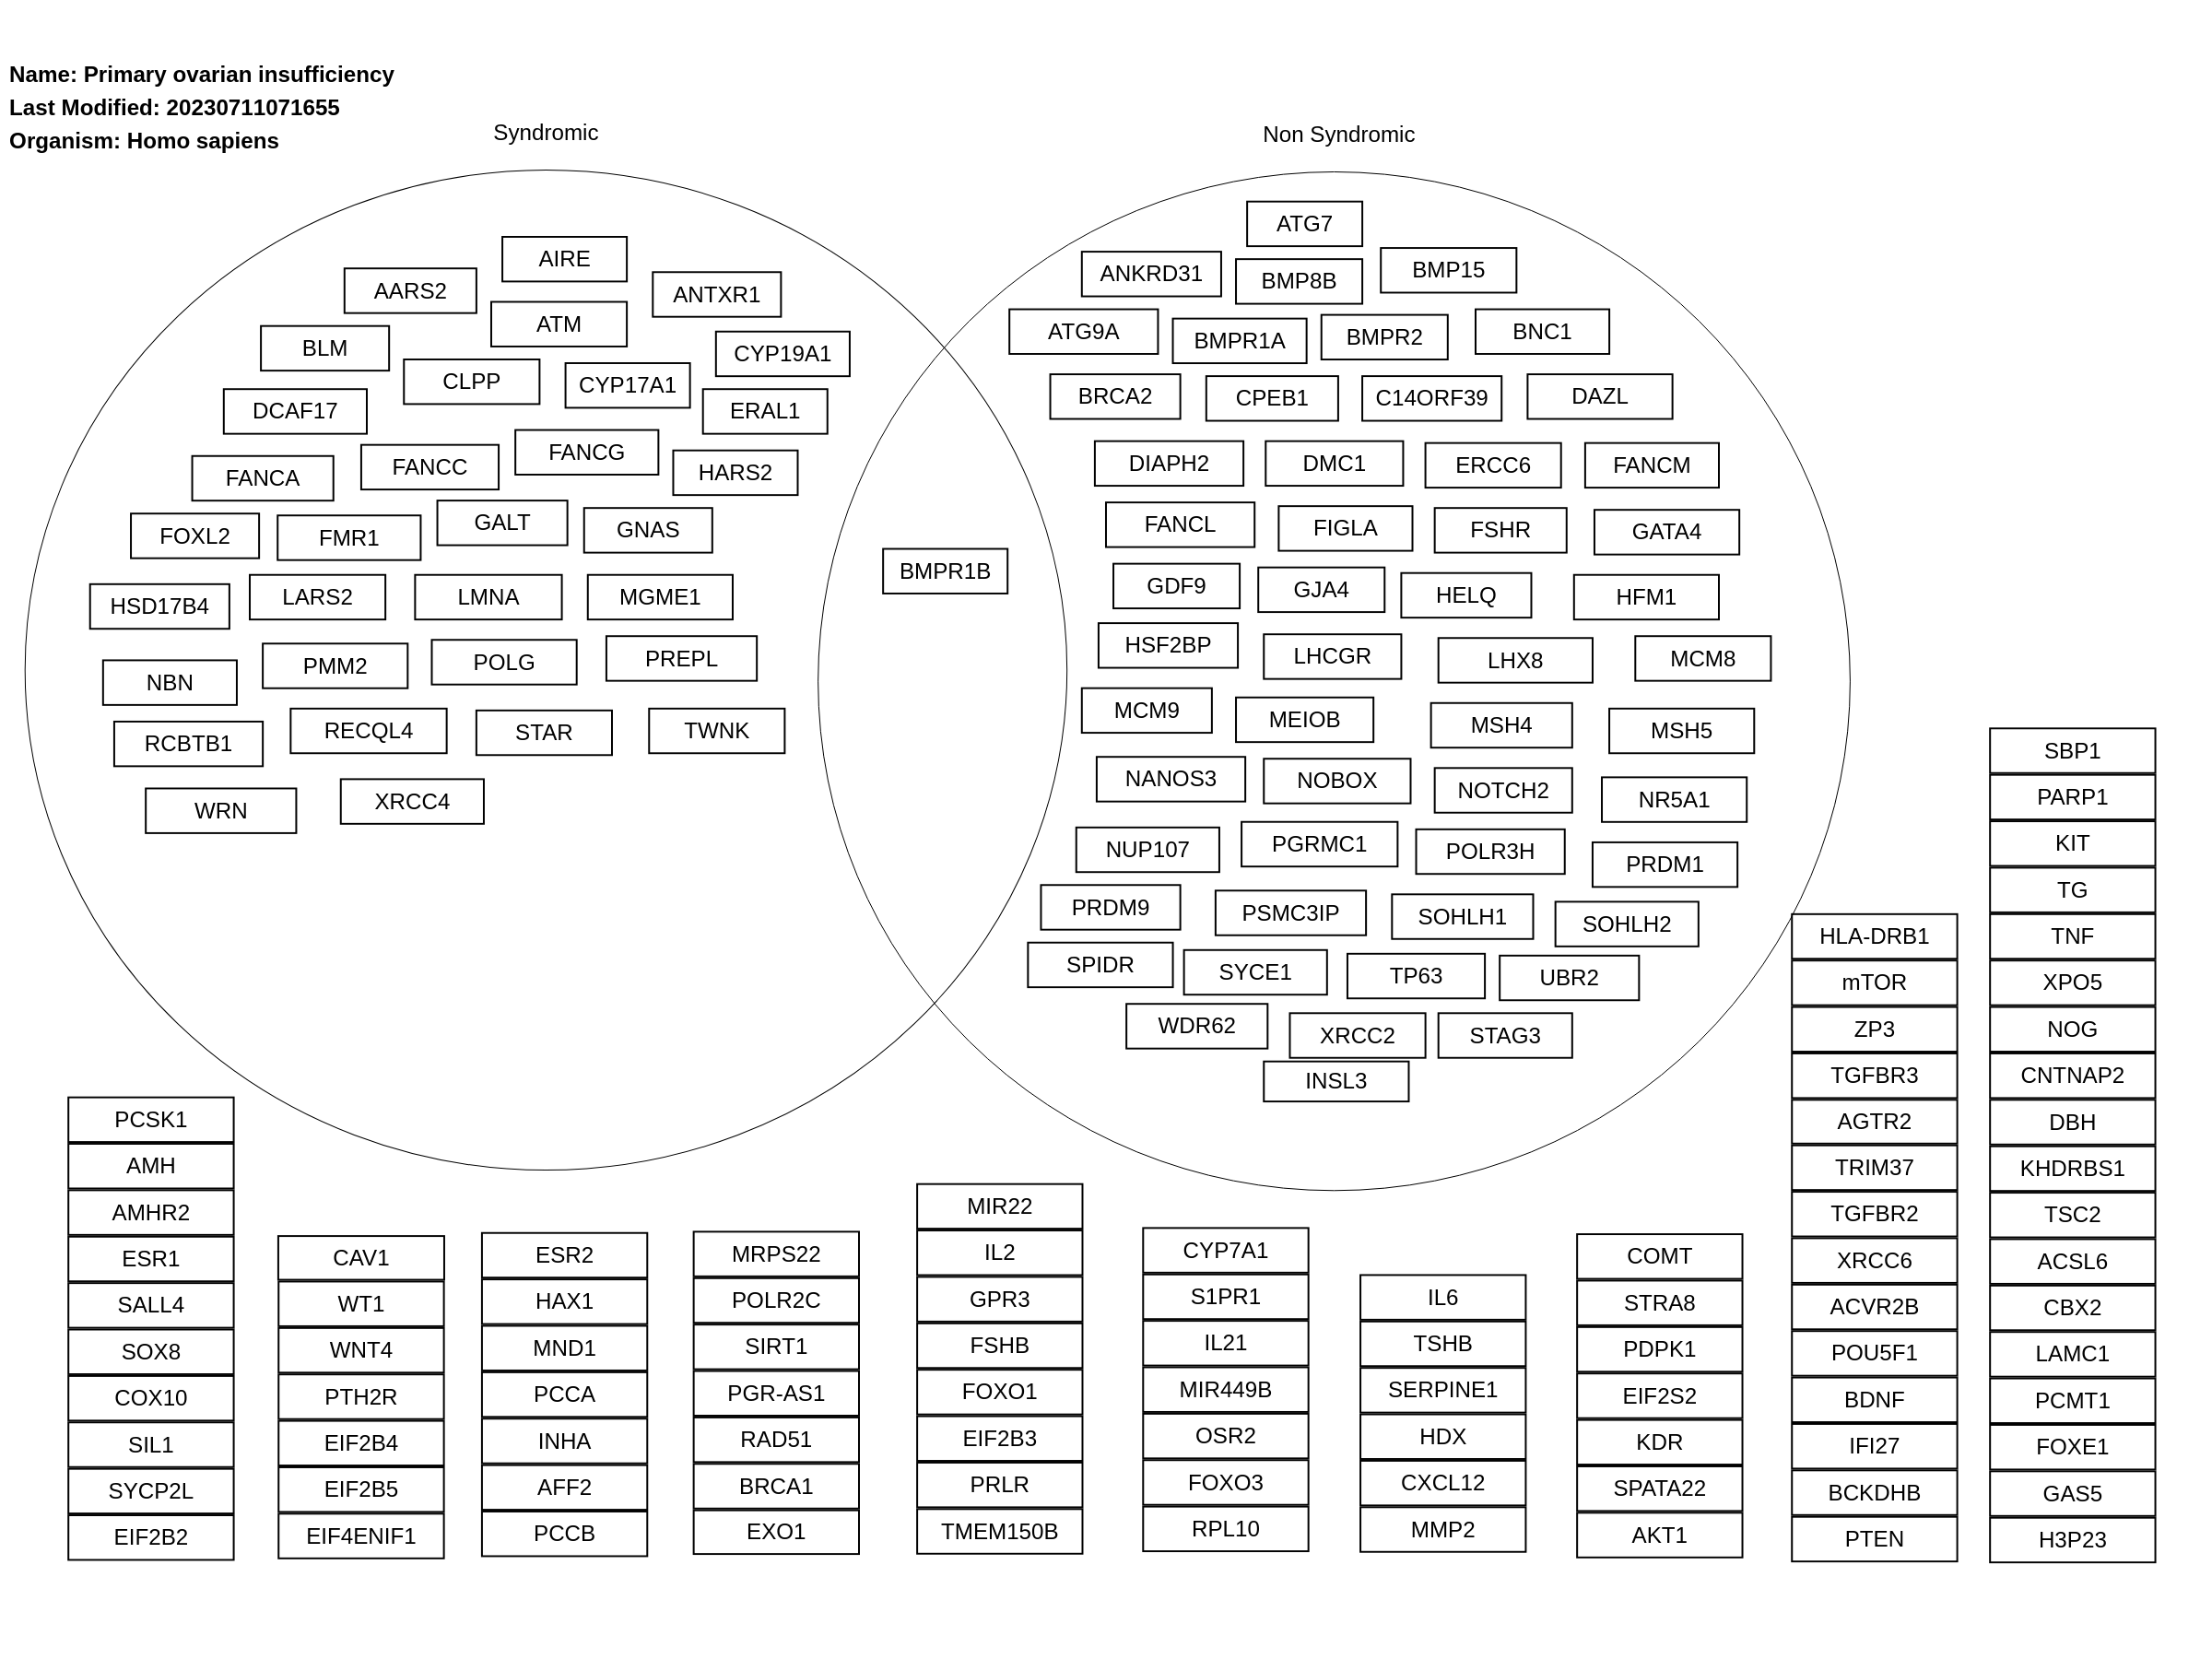 Name: Primary ovarian insufficiency
Last Modified: 20230711071655
Organism: Homo sapiens
Syndromic
Non Syndromic
AIRE
AARS2
ANTXR1
ATM
BLM
CYP19A1
CLPP
CYP17A1
DCAF17
ERAL1
FANCG
FANCC
HARS2
FANCA
GALT
GNAS
FOXL2
FMR1
HSD17B4
LARS2
LMNA
MGME1
PMM2
POLG
PREPL
NBN
RCBTB1
RECQL4
STAR
TWNK
WRN
XRCC4
BMPR1B
ATG7
ANKRD31
BMP8B
BMP15
ATG9A
BMPR1A
BMPR2
BNC1
BRCA2
CPEB1
C14ORF39
DAZL
DIAPH2
DMC1
ERCC6
FANCM
FANCL
FIGLA
FSHR
GATA4
GDF9
GJA4
HELQ
HFM1
HSF2BP
LHCGR
LHX8
MCM8
MCM9
MEIOB
MSH4
MSH5
NANOS3
NOBOX
NOTCH2
NR5A1
NUP107
PGRMC1
POLR3H
PRDM1
PRDM9
PSMC3IP
SOHLH1
SOHLH2
SPIDR
SYCE1
TP63
UBR2
WDR62
XRCC2
STAG3
INSL3
PCSK1
AMH
AMHR2
ESR1
SALL4
SOX8
COX10
SIL1
SYCP2L
EIF2B2
CAV1
WT1
WNT4
PTH2R
EIF2B4
EIF2B5
EIF4ENIF1
ESR2
HAX1
MND1
PCCA
INHA
AFF2
PCCB
MRPS22
POLR2C
SIRT1
PGR-AS1
RAD51
BRCA1
EXO1
MIR22
IL2
GPR3
FSHB
FOXO1
EIF2B3
PRLR
TMEM150B
CYP7A1
S1PR1
IL21
MIR449B
OSR2
FOXO3
RPL10
IL6
TSHB
SERPINE1
HDX
CXCL12
MMP2
COMT
STRA8
PDPK1
EIF2S2
KDR
SPATA22
AKT1
HLA-DRB1
mTOR
ZP3
TGFBR3
AGTR2
TRIM37
TGFBR2
XRCC6
ACVR2B
POU5F1
BDNF
IFI27
BCKDHB
PTEN
SBP1
PARP1
KIT
TG
TNF
XPO5
NOG
CNTNAP2
DBH
KHDRBS1
TSC2
ACSL6
CBX2
LAMC1
PCMT1
FOXE1
GAS5
H3P23